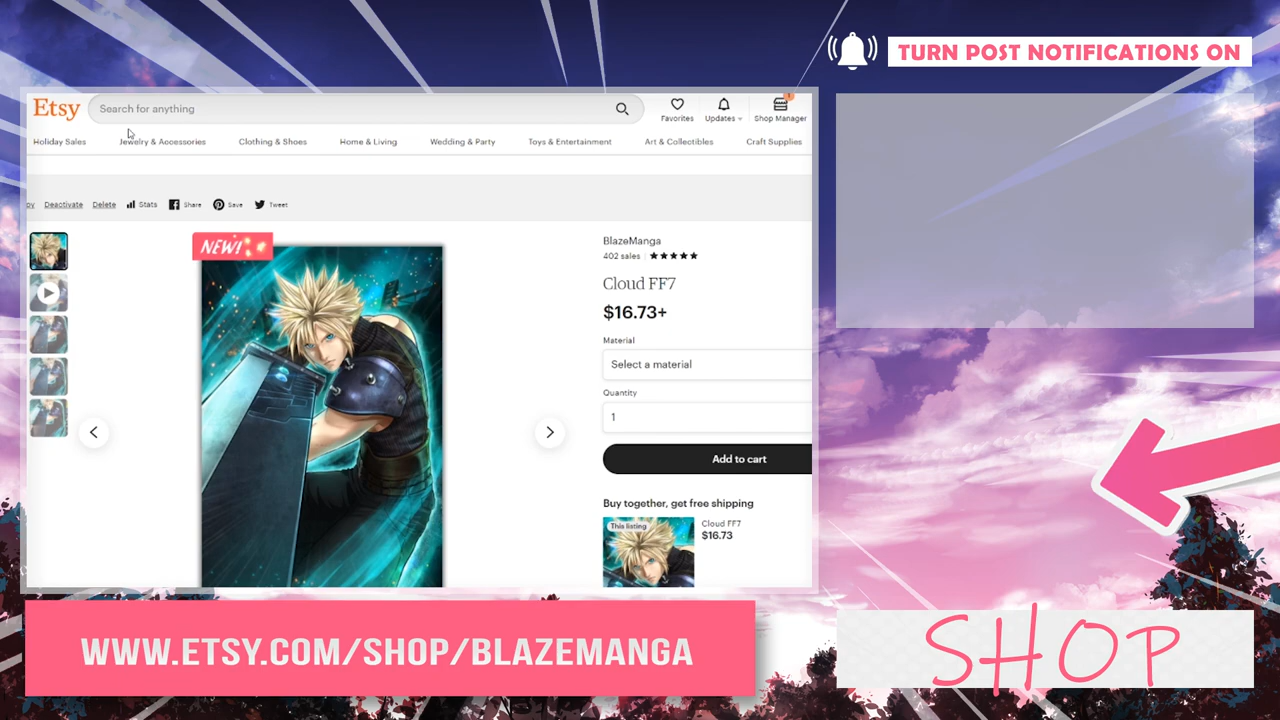 TURN POST NOTIFICATIONS ON
Etsy
Search for anything
1
Favorites
Updates
Shop Manager
Holiday Sales
Jewelry & Accessories
Clothing & Shoes
Home & Living
Wedding & Party
Toys & Entertainment
Art & Collectibles
Craft Supplies
Deactivate
Delete
Stats
Share
Save
Tweet
NEW!
BlazeManga
402 sales
Cloud FF7
$16.73+
Material
Select a material
Quantity
1
Add to cart
Buy together, get free shipping
This listing
Cloud FF7
$16.73
WWW.ETSY.COM/SHOP/BLAZEMANGA
SHOP